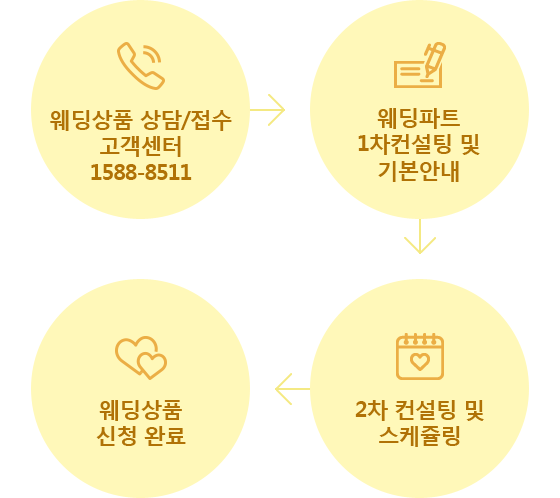 웨딩상품 상담/접수
고객센터
1588-8511
웨딩파트
1차컨설팅 및
기본안내
2차 컨설팅 및
스케쥴링
웨딩상품
신청 완료